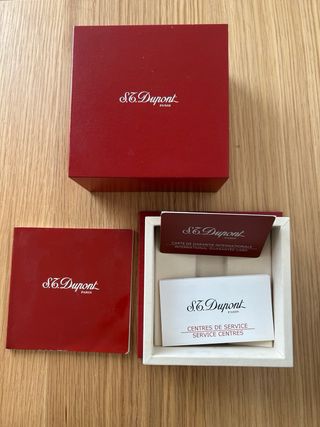 S.T. Dupont
PARIS
S.T. Dupont
PARIS
S.T. Dupont
PARIS
CARTE DE GARANTIE INTERNATIONALE
INTERNATIONAL GUARANTEE CARD
S.T. Dupont
PARIS
CENTRES DE SERVICE
SERVICE CENTRES